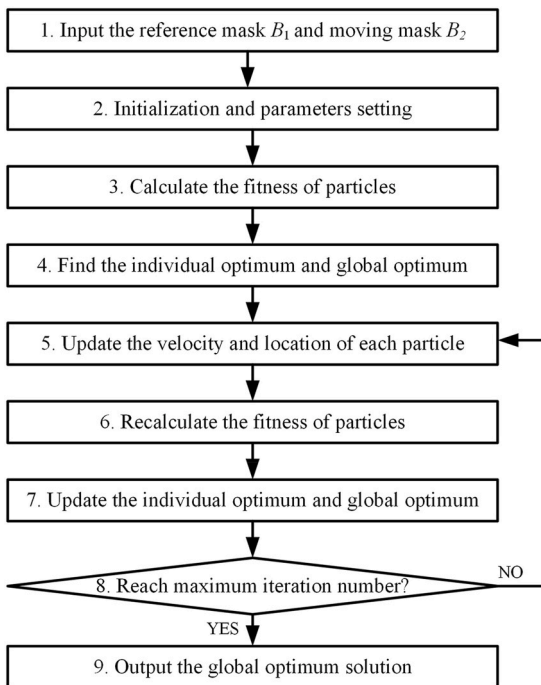 1. Input the reference mask B₁ and moving mask B₂
2. Initialization and parameters setting
3. Calculate the fitness of particles
4. Find the individual optimum and global optimum
5. Update the velocity and location of each particle
6. Recalculate the fitness of particles
7. Update the individual optimum and global optimum
8. Reach maximum iteration number?
NO
YES
9. Output the global optimum solution